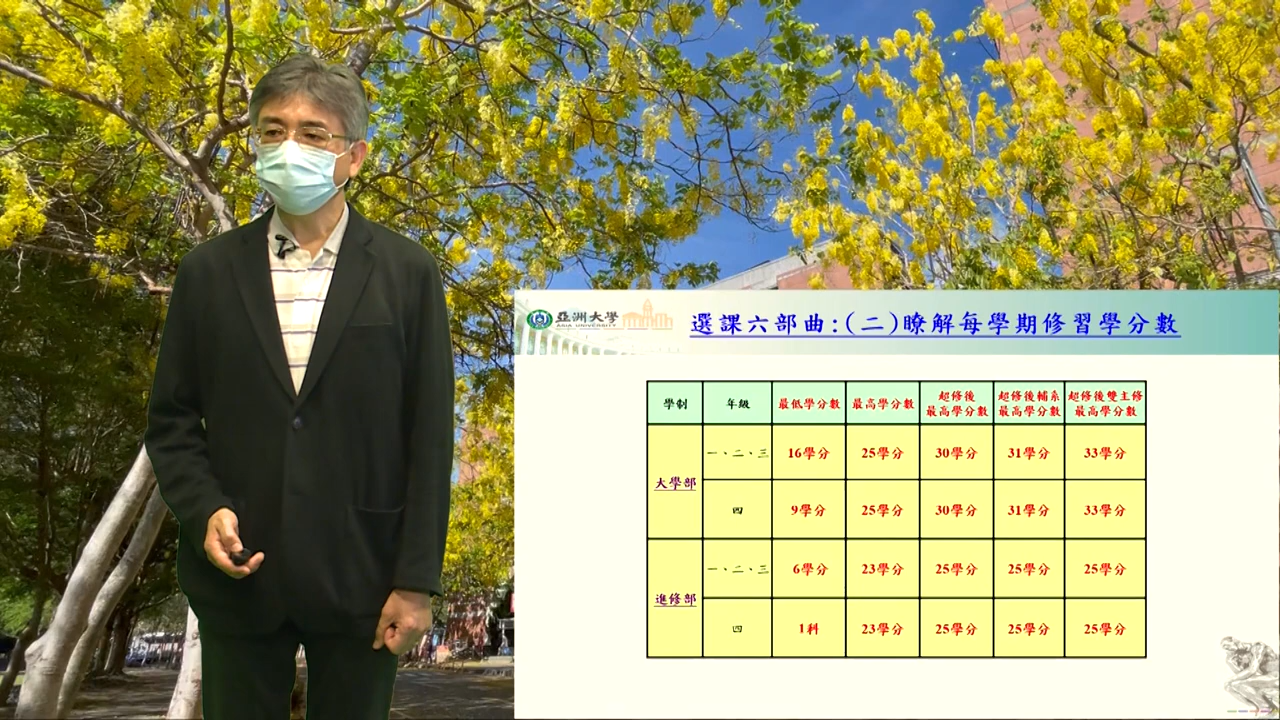 亞洲大學
ASIA UNIVERSITY
選課六部曲:(二)瞭解每學期修習學分數
學制 年級 最低學分數 最高學分數 超修後最高學分數 超修後輔系最高學分數 超修後雙主修最高學分數
大學部 一、二、三 16學分 25學分 30學分 31學分 33學分
四 9學分 25學分 30學分 31學分 33學分
進修部 一、二、三 6學分 23學分 25學分 25學分 25學分
四 1科 23學分 25學分 25學分 25學分